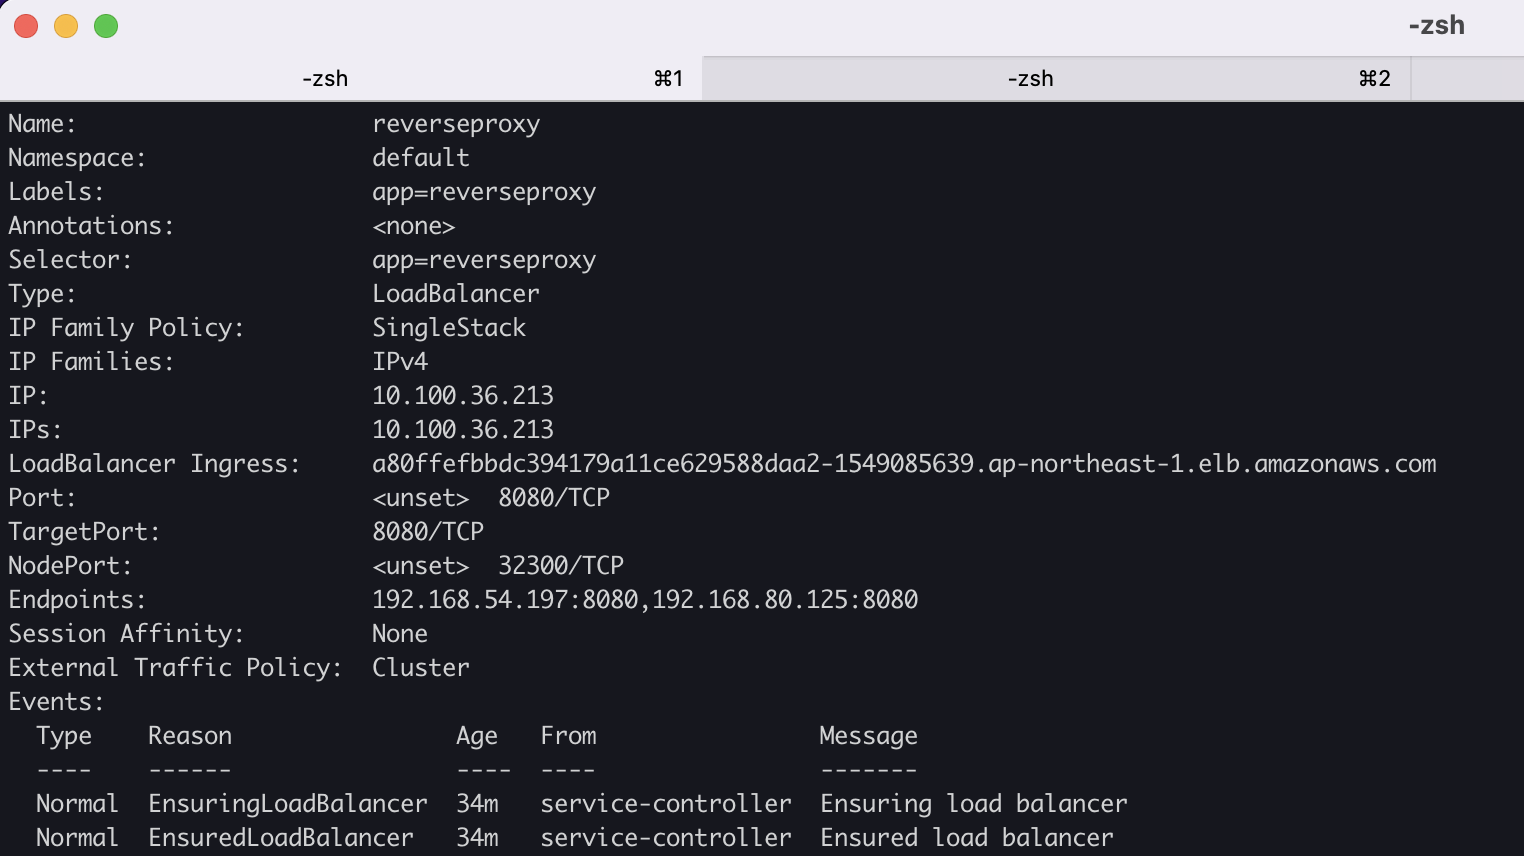 -zsh
-zsh ⌘1 -zsh ⌘2
Name: reverseproxy
Namespace: default
Labels: app=reverseproxy
Annotations: <none>
Selector: app=reverseproxy
Type: LoadBalancer
IP Family Policy: SingleStack
IP Families: IPv4
IP: 10.100.36.213
IPs: 10.100.36.213
LoadBalancer Ingress: a80ffefbbdc394179a11ce629588daa2-1549085639.ap-northeast-1.elb.amazonaws.com
Port: <unset> 8080/TCP
TargetPort: 8080/TCP
NodePort: <unset> 32300/TCP
Endpoints: 192.168.54.197:8080,192.168.80.125:8080
Session Affinity: None
External Traffic Policy: Cluster
Events:
Type Reason Age From Message
---- ------ ---- ---- -------
Normal EnsuringLoadBalancer 34m service-controller Ensuring load balancer
Normal EnsuredLoadBalancer 34m service-controller Ensured load balancer